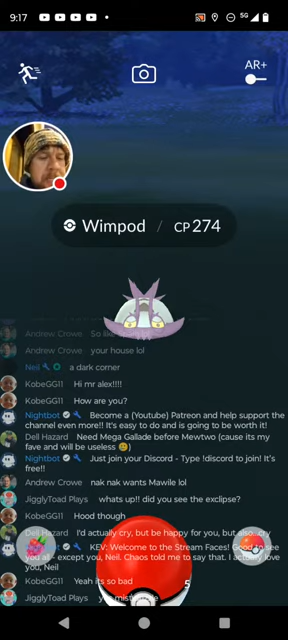 9:17
5G
AR+
Wimpod / CP274
Andrew Crowe
Andrew Crowe your house lol
Neil a dark corner
KobeGG11 Hi mr alex!!!!
KobeGG11 How are you?
Nightbot Become a (Youtube) Patreon and help support the
channel even more!! It's easy to do and is going to be worth it!
Dell Hazard Need Mega Gallade before Mewtwo (cause its my
fave and will be useless)
Nightbot Just join your Discord - Type !discord to join! It's
free!!
Andrew Crowe nak nak wants Mawile lol
JigglyToad Plays whats up!! did you see the exclipse?
KobeGG11 Hood though
Dell Hazard I'd actually cry, but be happy for you, but also..cry
Nightbot KEV: Welcome to the Stream Faces! Good to see
you all - except you, Neil. Chaos told me to say that. I actually love
you, Neil
KobeGG11 Yeah its so bad
5
JigglyToad Plays